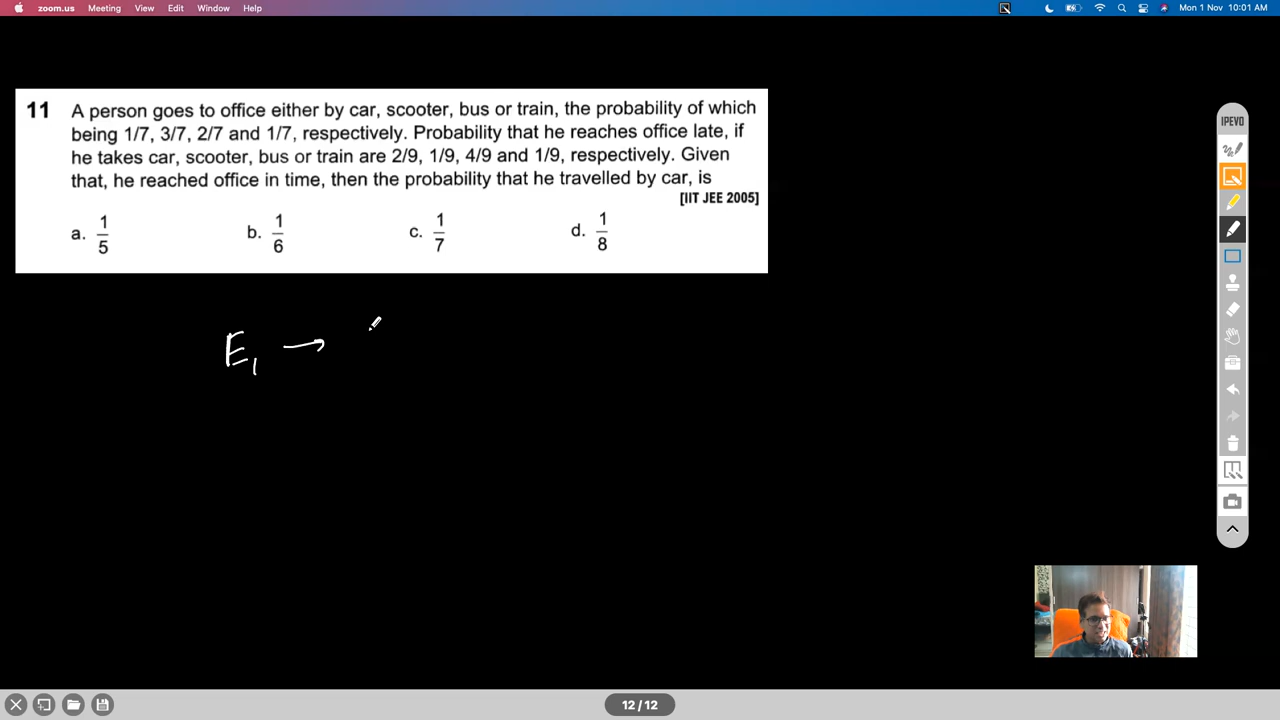 zoom.us Meeting View Edit Window Help Mon 1 Nov 10:01 AM
11 A person goes to office either by car, scooter, bus or train, the probability of which
being 1/7, 3/7, 2/7 and 1/7, respectively. Probability that he reaches office late, if
he takes car, scooter, bus or train are 2/9, 1/9, 4/9 and 1/9, respectively. Given
that, he reached office in time, then the probability that he travelled by car, is
[IIT JEE 2005]
a. 1/5 b. 1/6 c. 1/7 d. 1/8
IPEVO
E₁ →
12 / 12